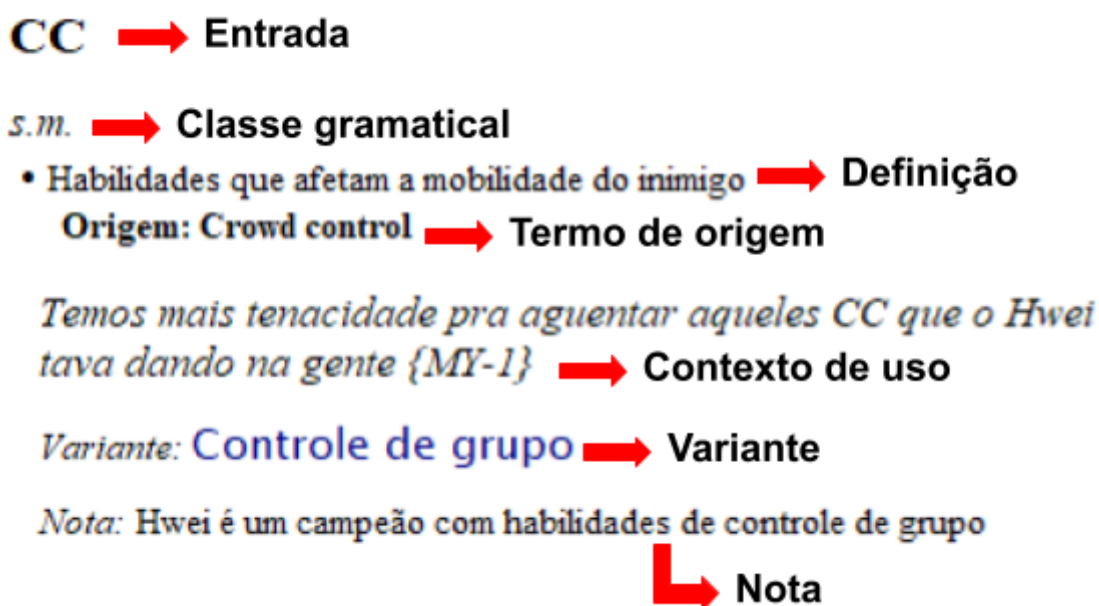 CC Entrada
s.m. Classe gramatical
• Habilidades que afetam a mobilidade do inimigo Definição
Origem: Crowd control Termo de origem
Temos mais tenacidade pra aguentar aqueles CC que o Hwei
tava dando na gente {MY-1} Contexto de uso
Variante: Controle de grupo Variante
Nota: Hwei é um campeão com habilidades de controle de grupo
Nota